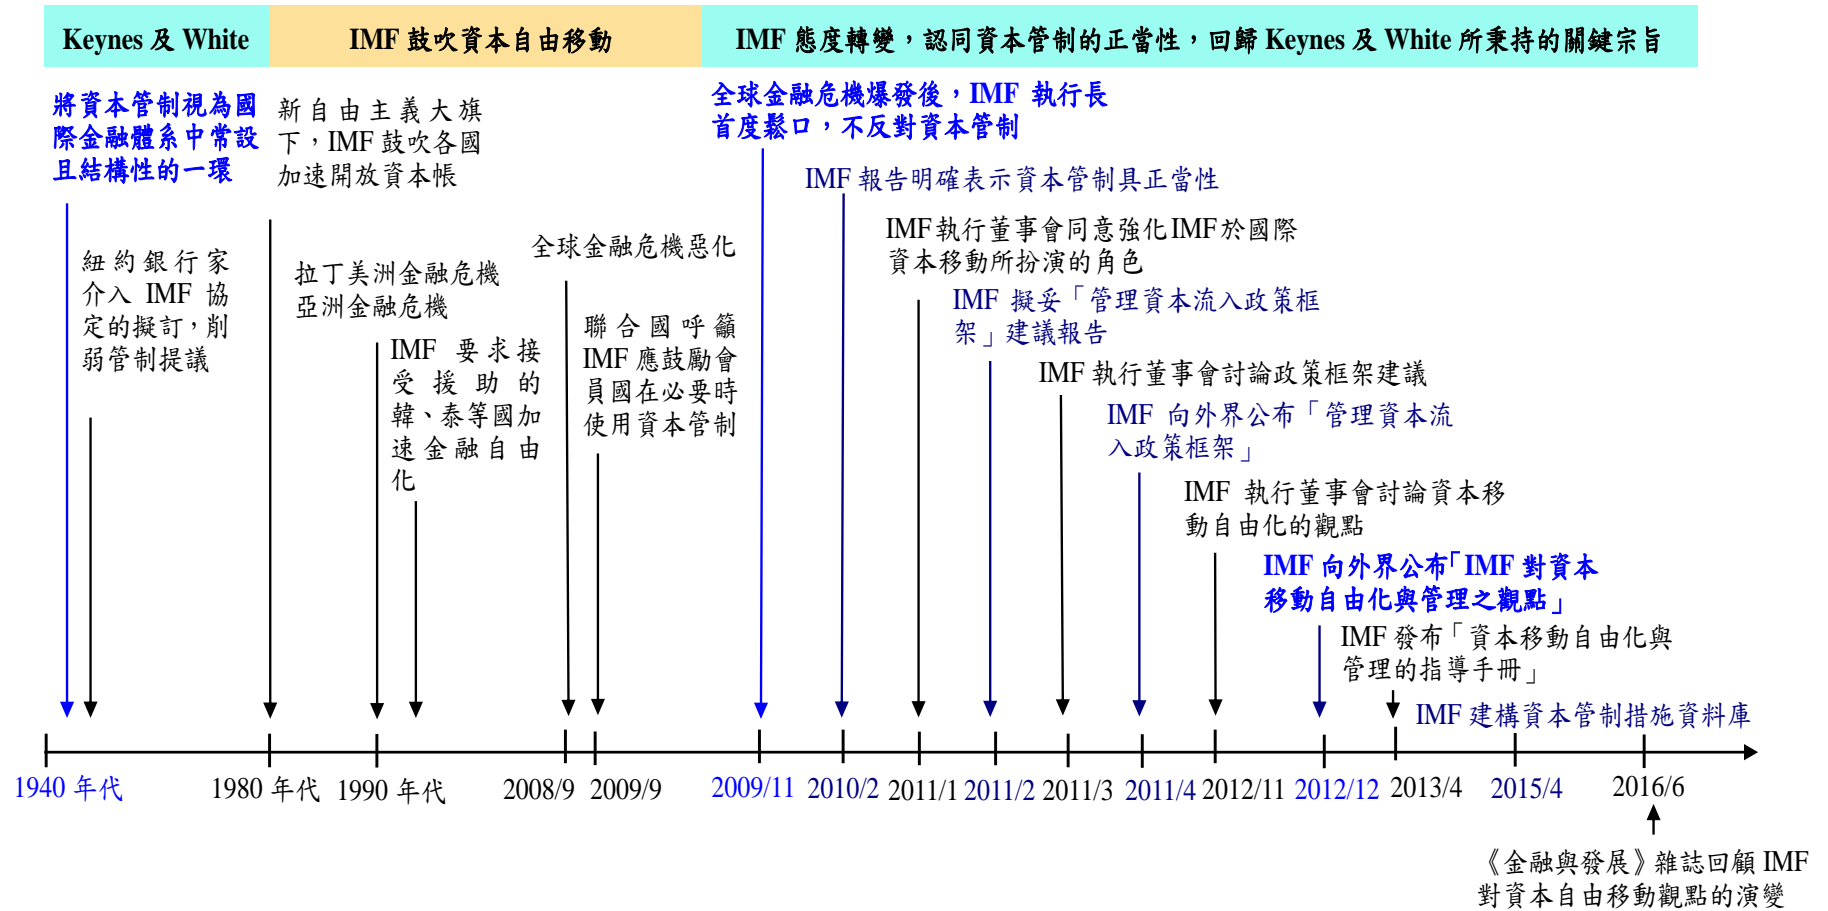 Keynes 及 White
IMF 鼓吹資本自由移動
IMF 態度轉變，認同資本管制的正當性，回歸 Keynes 及 White 所秉持的關鍵宗旨
將資本管制視為國
際金融體系中常設
且結構性的一環
新自由主義大旗
下，IMF 鼓吹各國
加速開放資本帳
全球金融危機爆發後，IMF 執行長
首度鬆口，不反對資本管制
IMF 報告明確表示資本管制具正當性
紐約銀行家
介入 IMF 協
定的擬訂，削
弱管制提議
拉丁美洲金融危機
亞洲金融危機
IMF 要求接
受援助的
韓、泰等國加
速金融自由
化
全球金融危機惡化
聯合國呼籲
IMF 應鼓勵會
員國在必要時
使用資本管制
IMF執行董事會同意強化IMF於國際
資本移動所扮演的角色
IMF 擬妥「管理資本流入政策框
架」建議報告
IMF 執行董事會討論政策框架建議
IMF 向外界公布「管理資本流
入政策框架」
IMF 執行董事會討論資本移
動自由化的觀點
IMF 向外界公布「IMF 對資本
移動自由化與管理之觀點」
IMF 發布「資本移動自由化與
管理的指導手冊」
IMF 建構資本管制措施資料庫
1940 年代
1980 年代
1990 年代
2008/9
2009/9
2009/11
2010/2
2011/1
2011/2
2011/3
2011/4
2012/11
2012/12
2013/4
2015/4
2016/6
《金融與發展》雜誌回顧 IMF
對資本自由移動觀點的演變